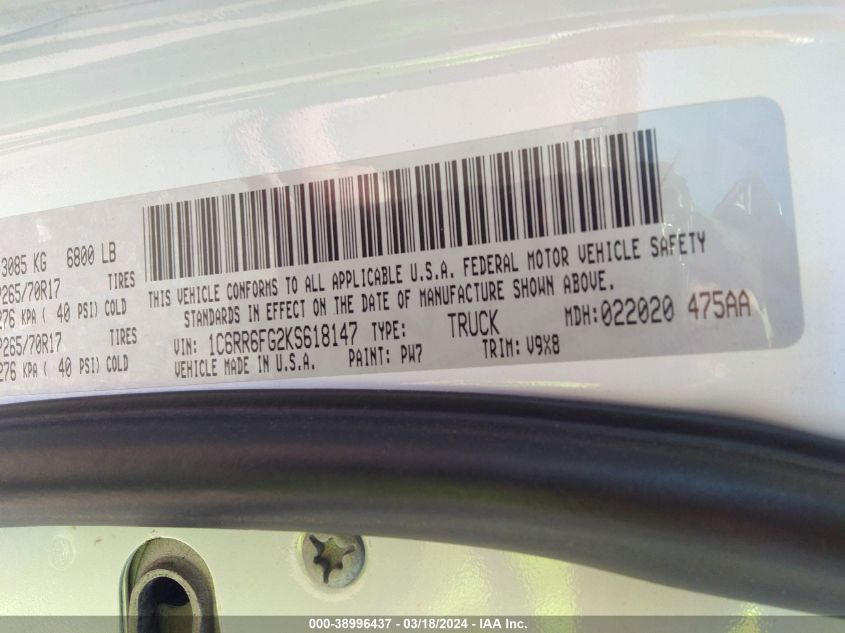 3085 KG 6800 LB
P265/70R17 TIRES
276 KPA ( 40 PSI) COLD
P265/70R17 TIRES
276 KPA ( 40 PSI) COLD
THIS VEHICLE CONFORMS TO ALL APPLICABLE U.S.A. FEDERAL MOTOR VEHICLE SAFETY
STANDARDS IN EFFECT ON THE DATE OF MANUFACTURE SHOWN ABOVE.
VIN: 1C6RR6FG2KS618147 TYPE: TRUCK MDH:022020 475AA
VEHICLE MADE IN U.S.A. PAINT: PW7 TRIM: V9X8
000-38996437 - 03/18/2024 - IAA Inc.